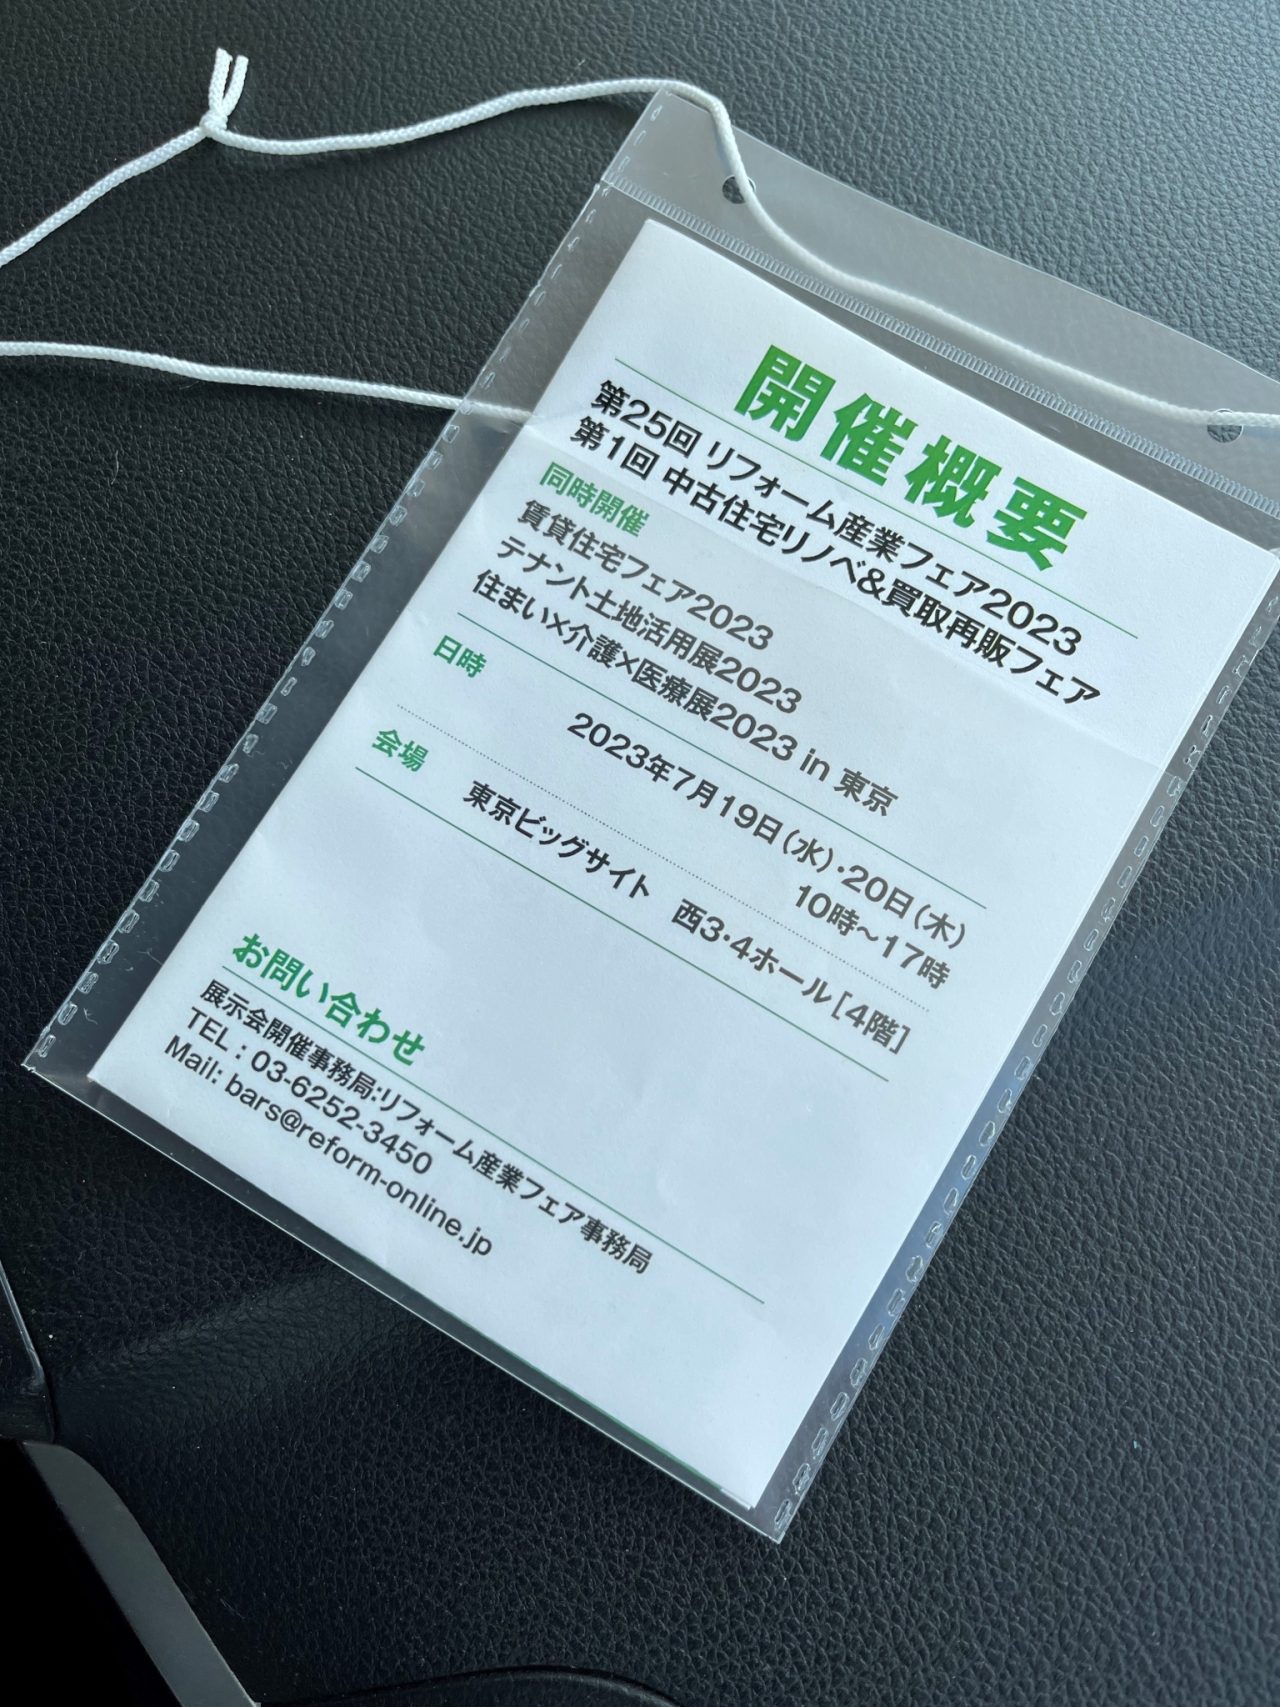 開催概要
第25回 リフォーム産業フェア2023
第1回 中古住宅リノベ&買取再販フェア
同時開催
賃貸住宅フェア2023
テナント土地活用展2023
住まい×介護×医療展2023 in 東京
日時
2023年7月19日(水)・20日(木)
10時～17時
会場
東京ビッグサイト 西3・4ホール[4階]
お問い合わせ
展示会開催事務局:リフォーム産業フェア事務局
TEL : 03-6252-3450
Mail: bars@reform-online.jp